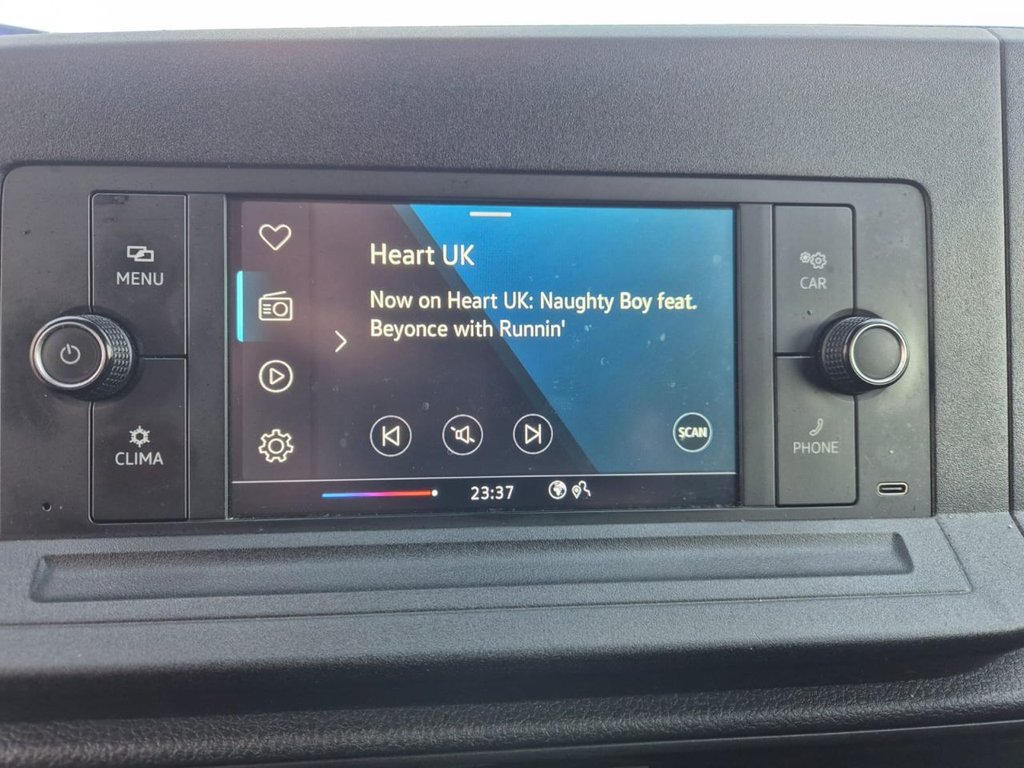 MENU
CLIMA
Heart UK
Now on Heart UK: Naughty Boy feat.
Beyonce with Runnin'
SCAN
23:37
CAR
PHONE